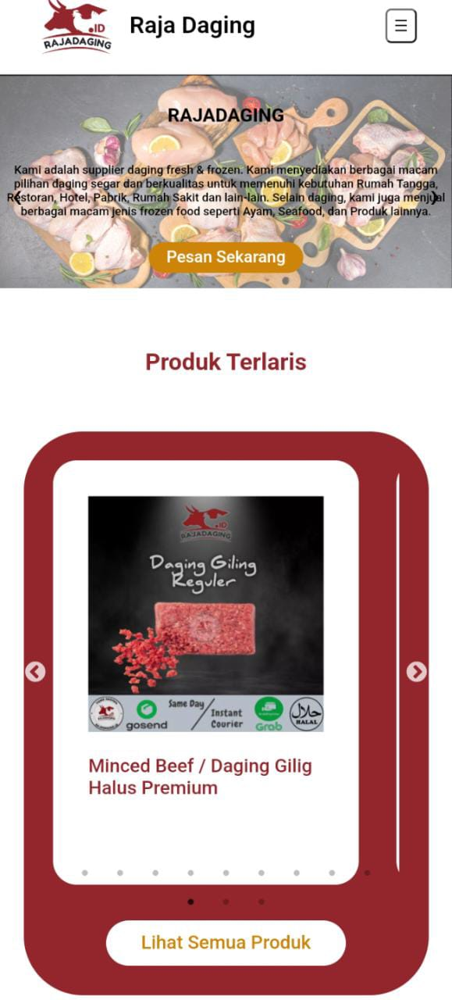 .ID
RAJADAGING
Raja Daging
RAJADAGING
Kami adalah supplier daging fresh & frozen. Kami menyediakan berbagai macam
pilihan daging segar dan berkualitas untuk memenuhi kebutuhan Rumah Tangga,
Restoran, Hotel, Pabrik, Rumah Sakit dan lain-lain. Selain daging, kami juga menjual
berbagai macam jenis frozen food seperti Ayam, Seafood, dan Produk lainnya.
Pesan Sekarang
Produk Terlaris
.ID
RAJADAGING
Daging Giling
Reguler
gosend
Same Day / Instant
Courier
Grab
حلال
HALAL
Minced Beef / Daging Gilig
Halus Premium
Lihat Semua Produk